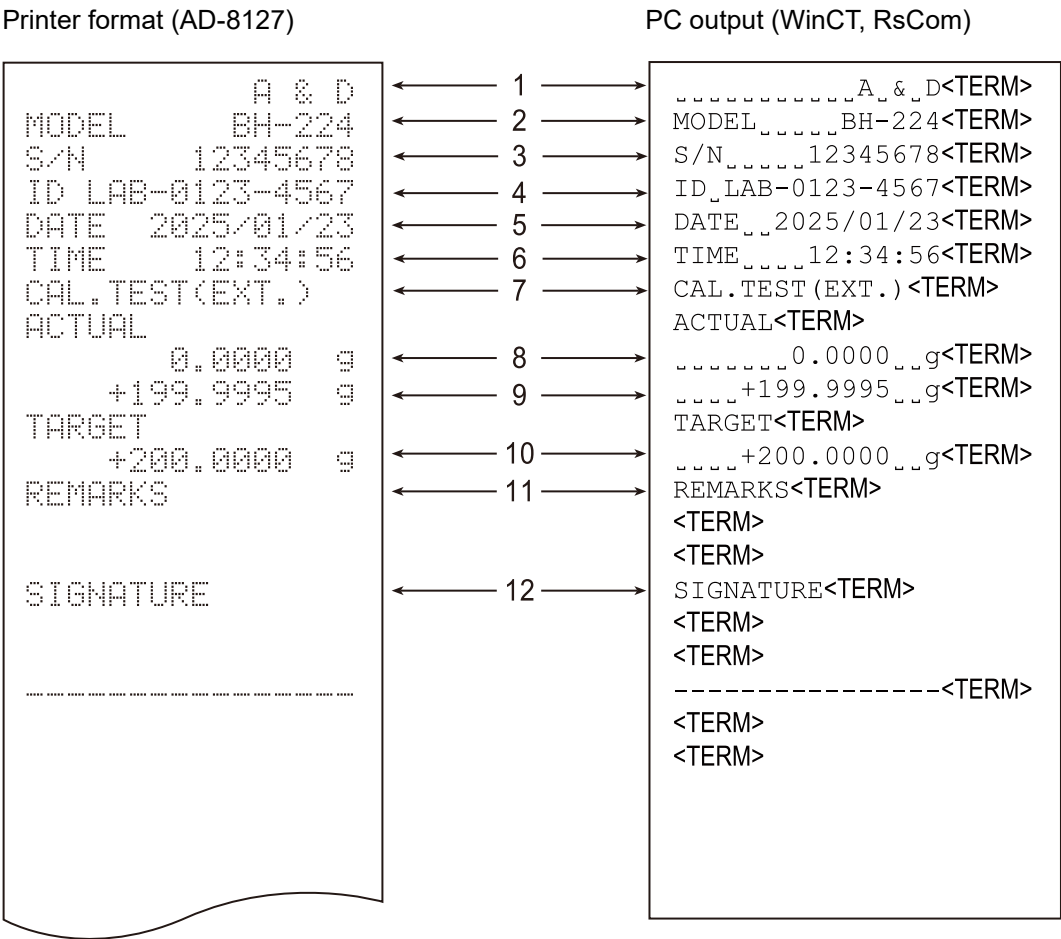 Printer format (AD-8127)
A & D
MODEL BH-224
S/N 12345678
ID LAB-0123-4567
DATE 2025/01/23
TIME 12:34:56
CAL.TEST(EXT.)
ACTUAL
0.0000 g
+199.9995 g
TARGET
+200.0000 g
REMARKS
SIGNATURE
----------------
1
2
3
4
5
6
7
8
9
10
11
12
PC output (WinCT, RsCom)
␣␣␣␣␣␣␣␣␣␣␣A␣&␣D<TERM>
MODEL␣␣␣␣␣BH-224<TERM>
S/N␣␣␣␣␣12345678<TERM>
ID␣LAB-0123-4567<TERM>
DATE␣␣2025/01/23<TERM>
TIME␣␣␣␣12:34:56<TERM>
CAL.TEST(EXT.)<TERM>
ACTUAL<TERM>
␣␣␣␣␣␣␣0.0000␣␣g<TERM>
␣␣␣␣+199.9995␣␣g<TERM>
TARGET<TERM>
␣␣␣␣+200.0000␣␣g<TERM>
REMARKS<TERM>
<TERM>
<TERM>
SIGNATURE<TERM>
<TERM>
<TERM>
----------------<TERM>
<TERM>
<TERM>